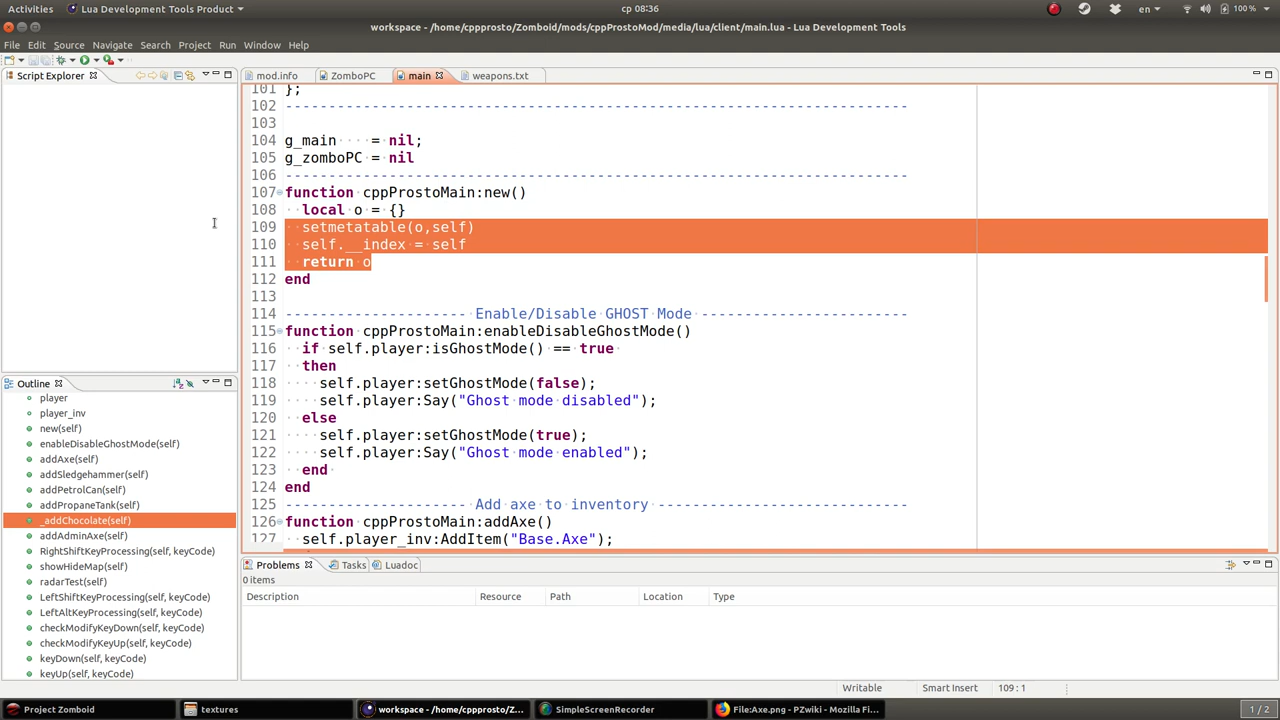 Activities
Lua Development Tools Product
ср 08:36
en
100 %
workspace - /home/cppprosto/Zomboid/mods/cppProstoMod/media/lua/client/main.lua - Lua Development Tools
File Edit Source Navigate Search Project Run Window Help
Script Explorer
mod.info
ZomboPC
main
weapons.txt
101 };
102 ------------------------------------------------------------------------
103
104 g_main ···· = nil;
105 g_zomboPC = nil
106 ------------------------------------------------------------------------
107 function cppProstoMain:new()
108 local o = {}
109 setmetatable(o,self)
110 self.__index = self
111 return o
112 end
113
114 --------------------- Enable/Disable GHOST Mode ------------------------
115 function cppProstoMain:enableDisableGhostMode()
116 if self.player:isGhostMode() == true
117 then
118 self.player:setGhostMode(false);
119 self.player:Say("Ghost mode disabled");
120 else
121 self.player:setGhostMode(true);
122 self.player:Say("Ghost mode enabled");
123 end
124 end
125 --------------------- Add axe to inventory -----------------------------
126 function cppProstoMain:addAxe()
127 self.player_inv:AddItem("Base.Axe");
Outline
player
player_inv
new(self)
enableDisableGhostMode(self)
addAxe(self)
addSledgehammer(self)
addPetrolCan(self)
addPropaneTank(self)
_addChocolate(self)
addAdminAxe(self)
RightShiftKeyProcessing(self, keyCode)
showHideMap(self)
radarTest(self)
LeftShiftKeyProcessing(self, keyCode)
LeftAltKeyProcessing(self, keyCode)
checkModifyKeyDown(self, keyCode)
checkModifyKeyUp(self, keyCode)
keyDown(self, keyCode)
keyUp(self, keyCode)
Problems
Tasks
Luadoc
0 items
Description Resource Path Location Type
Writable
Smart Insert
109 : 1
Project Zomboid
textures
workspace - /home/cppprosto/Z...
SimpleScreenRecorder
File:Axe.png - PZwiki - Mozilla Fi...
1 / 2